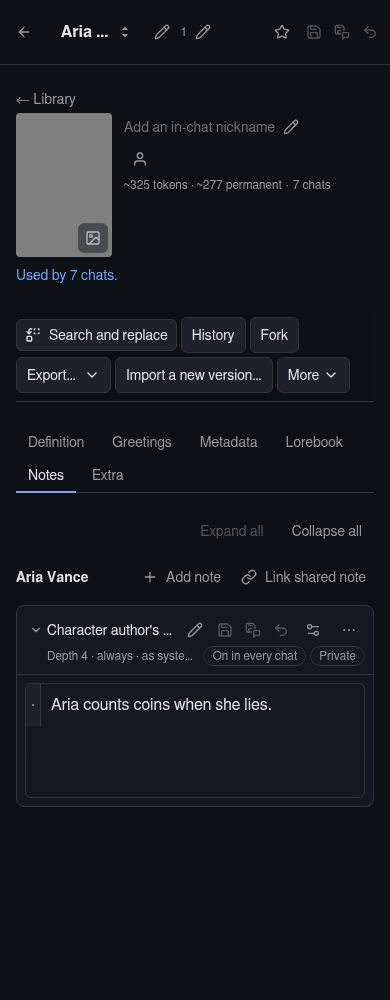 Aria ...
1
← Library
Add an in-chat nickname
~325 tokens · ~277 permanent · 7 chats
Used by 7 chats.
Search and replace
History
Fork
Export...
Import a new version...
More
Definition
Greetings
Metadata
Lorebook
Notes
Extra
Expand all
Collapse all
Aria Vance
Add note
Link shared note
Character author's ...
Depth 4 · always · as syste...
On in every chat
Private
Aria counts coins when she lies.